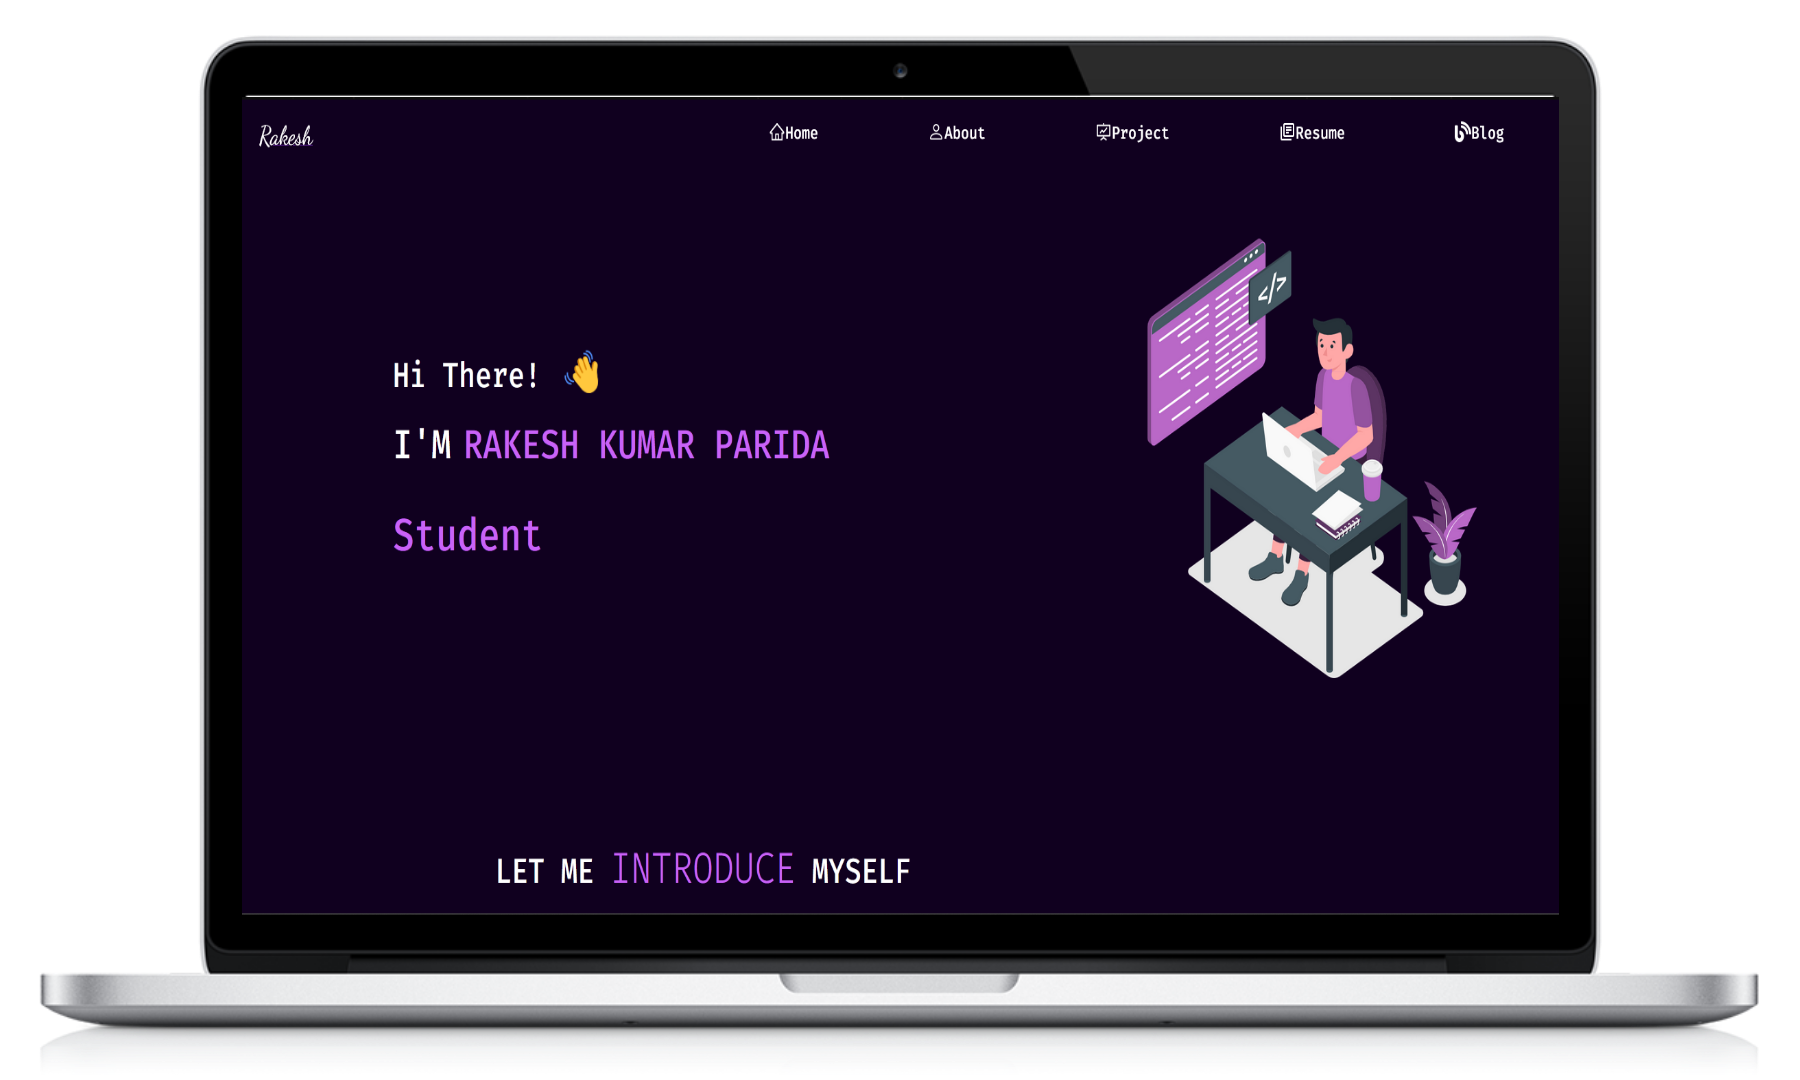 Rakesh Home About Project Resume Blog
</>
Hi There! 👋
I'M RAKESH KUMAR PARIDA
Student
LET ME INTRODUCE MYSELF